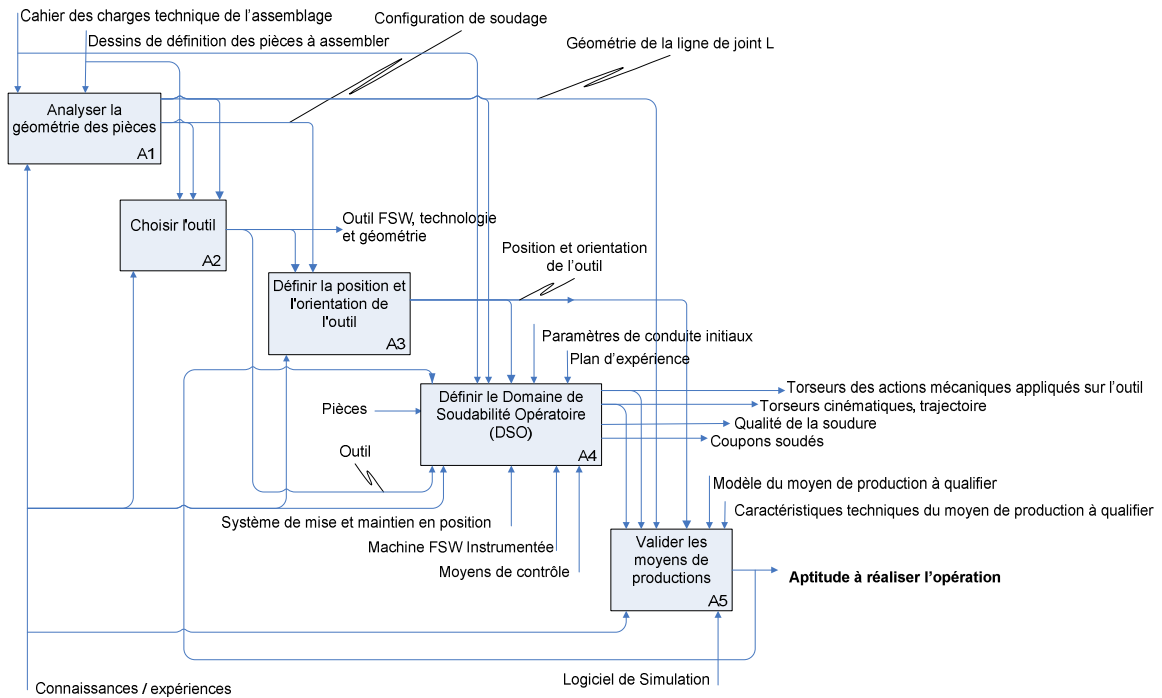 Cahier des charges technique de l'assemblage
Configuration de soudage
Dessins de définition des pièces à assembler
Géométrie de la ligne de joint L
Analyser la
géométrie des pièces
A1
Choisir l'outil
A2
Outil FSW, technologie
et géométrie
Position et orientation
de l'outil
Définir la position et
l'orientation de
l'outil
A3
Paramètres de conduite initiaux
Plan d'expérience
Pièces
Définir le Domaine de
Soudabilité Opératoire
(DSO)
A4
Torseurs des actions mécaniques appliqués sur l'outil
Torseurs cinématiques, trajectoire
Qualité de la soudure
Coupons soudés
Outil
Modèle du moyen de production à qualifier
Caractéristiques techniques du moyen de production à qualifier
Système de mise et maintien en position
Machine FSW Instrumentée
Moyens de contrôle
Valider les
moyens de
productions
A5
Aptitude à réaliser l'opération
Logiciel de Simulation
Connaissances / expériences